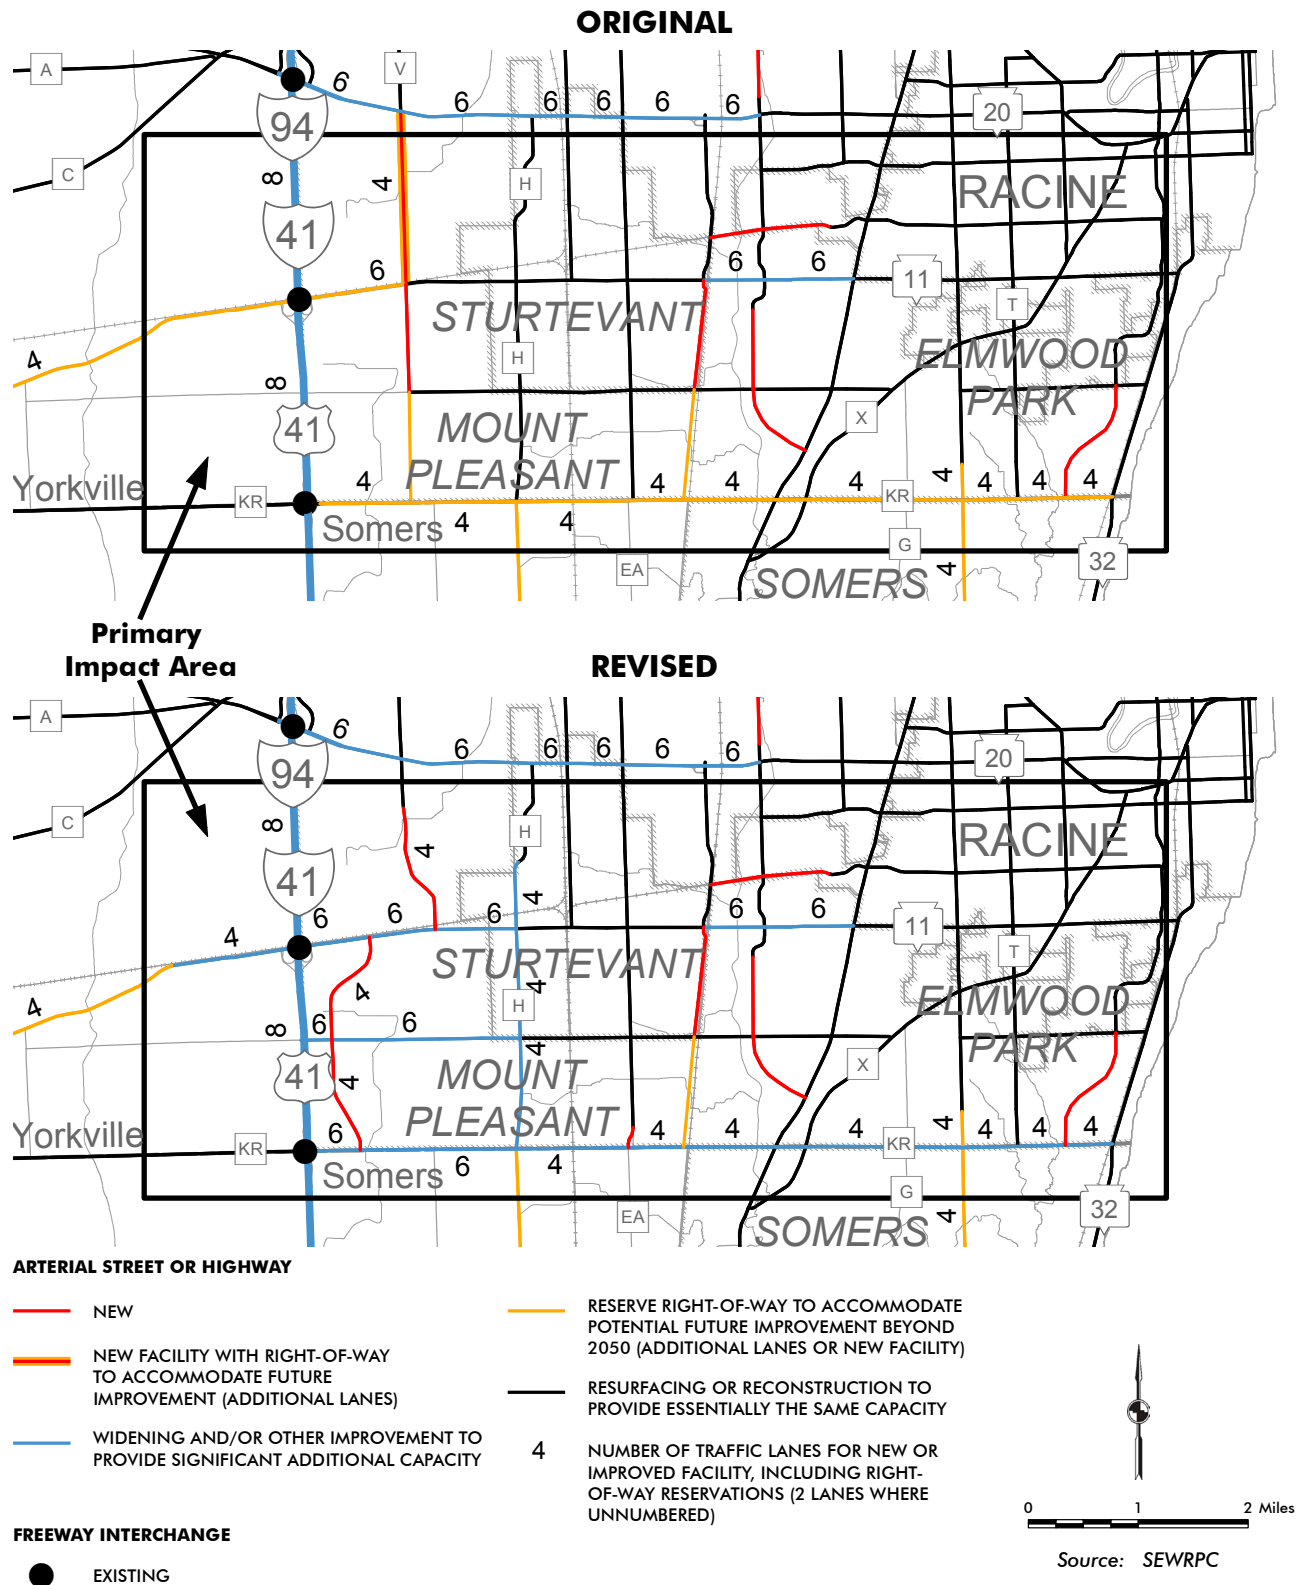 ORIGINAL
A
V
6
6
6
6
6
6
20
94
C
8
4
H
RACINE
41
6
6
6
11
STURTEVANT
T
4
H
ELMWOOD
PARK
8
41
MOUNT
PLEASANT
X
Yorkville
KR
4
4
4
4
KR
4
4
4
4
Somers
4
4
EA
G
4
32
SOMERS
Primary
Impact Area
REVISED
A
6
6
6
6
6
6
20
94
C
8
4
H
RACINE
41
6
6
6
4
6
6
11
4
STURTEVANT
T
4
4
4
H
ELMWOOD
PARK
8
6
6
4
41
4
MOUNT
PLEASANT
X
Yorkville
KR
6
4
4
4
KR
4
4
4
4
Somers
6
4
EA
G
4
32
SOMERS
ARTERIAL STREET OR HIGHWAY
NEW
NEW FACILITY WITH RIGHT-OF-WAY
TO ACCOMMODATE FUTURE
IMPROVEMENT (ADDITIONAL LANES)
WIDENING AND/OR OTHER IMPROVEMENT TO
PROVIDE SIGNIFICANT ADDITIONAL CAPACITY
RESERVE RIGHT-OF-WAY TO ACCOMMODATE
POTENTIAL FUTURE IMPROVEMENT BEYOND
2050 (ADDITIONAL LANES OR NEW FACILITY)
RESURFACING OR RECONSTRUCTION TO
PROVIDE ESSENTIALLY THE SAME CAPACITY
4
NUMBER OF TRAFFIC LANES FOR NEW OR
IMPROVED FACILITY, INCLUDING RIGHT-
OF-WAY RESERVATIONS (2 LANES WHERE
UNNUMBERED)
FREEWAY INTERCHANGE
EXISTING
0 1 2 Miles
Source: SEWRPC